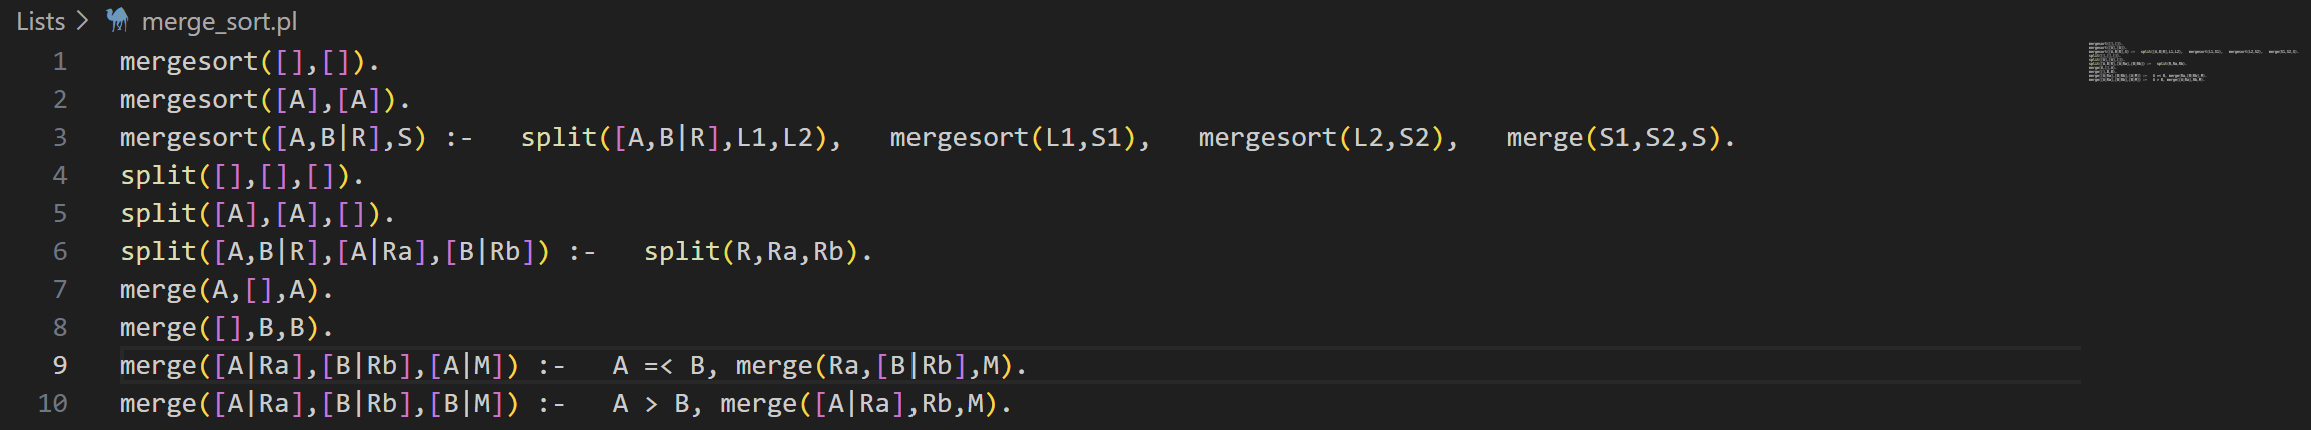 Lists > merge_sort.pl
1 mergesort([],[]).
2 mergesort([A],[A]).
3 mergesort([A,B|R],S) :-   split([A,B|R],L1,L2),   mergesort(L1,S1),   mergesort(L2,S2),   merge(S1,S2,S).
4 split([],[],[]).
5 split([A],[A],[]).
6 split([A,B|R],[A|Ra],[B|Rb]) :-   split(R,Ra,Rb).
7 merge(A,[],A).
8 merge([],B,B).
9 merge([A|Ra],[B|Rb],[A|M]) :-   A =< B, merge(Ra,[B|Rb],M).
10 merge([A|Ra],[B|Rb],[B|M]) :-   A > B, merge([A|Ra],Rb,M).